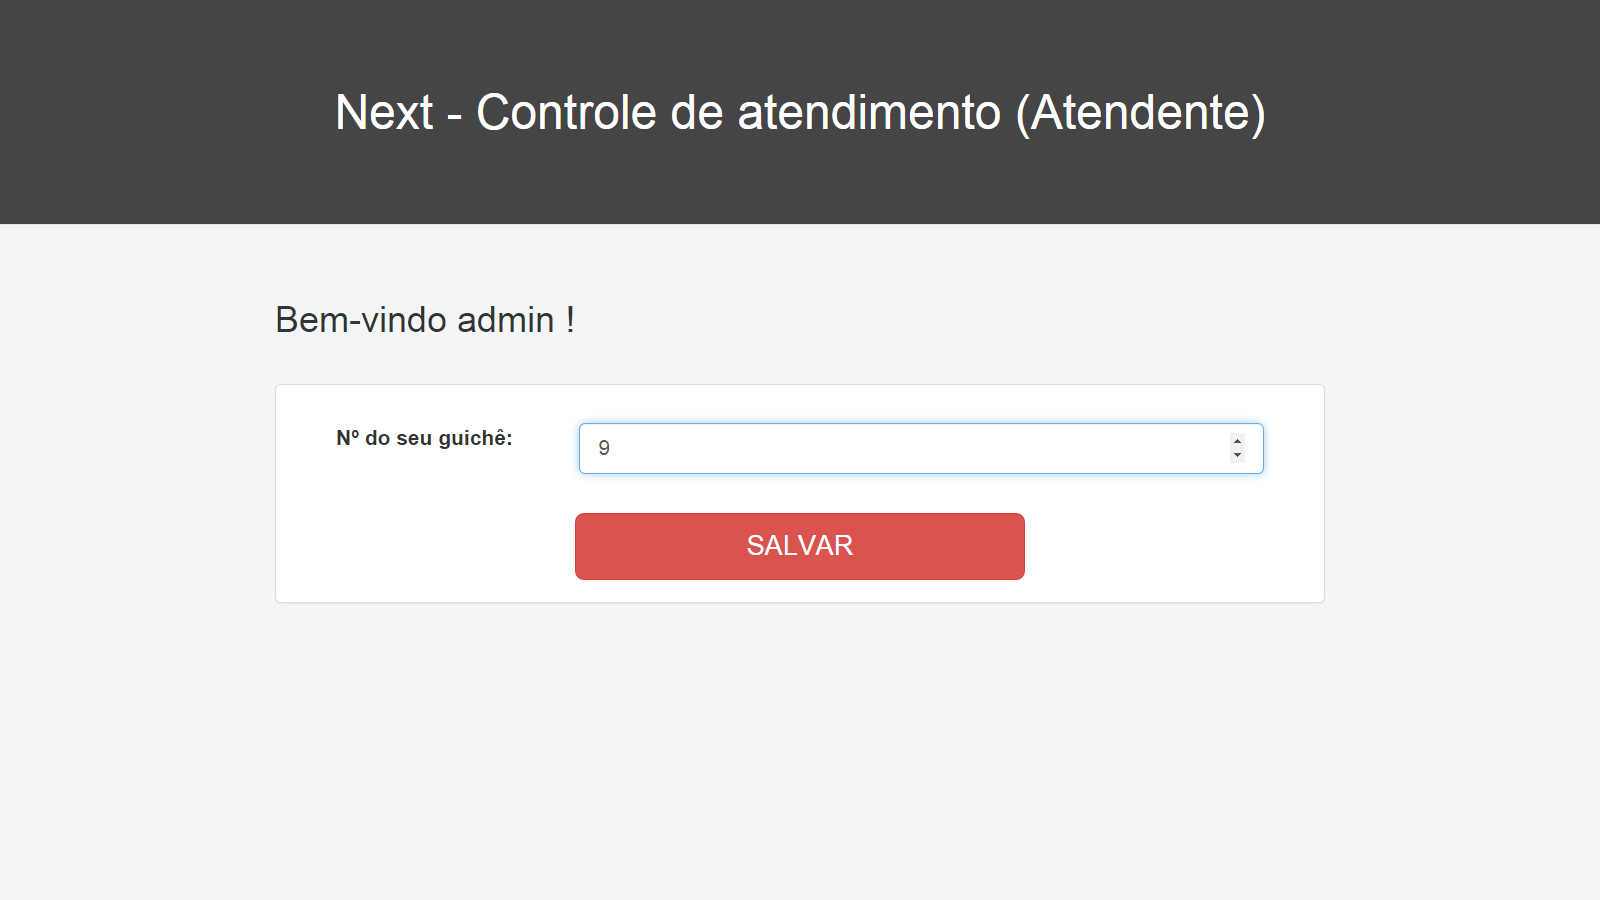 Next - Controle de atendimento (Atendente)
Bem-vindo admin !
Nº do seu guichê:
9
SALVAR